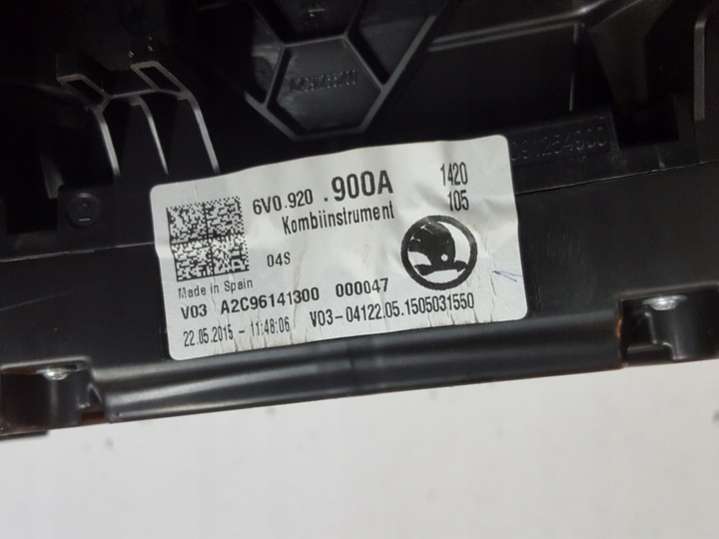 6V0.920 .900A 1420
Kombiinstrument 105
04S
Made in Spain
V03 A2C96141300 000047
22.05.2015 - 11:48:06 V03-04122.05.1505031550